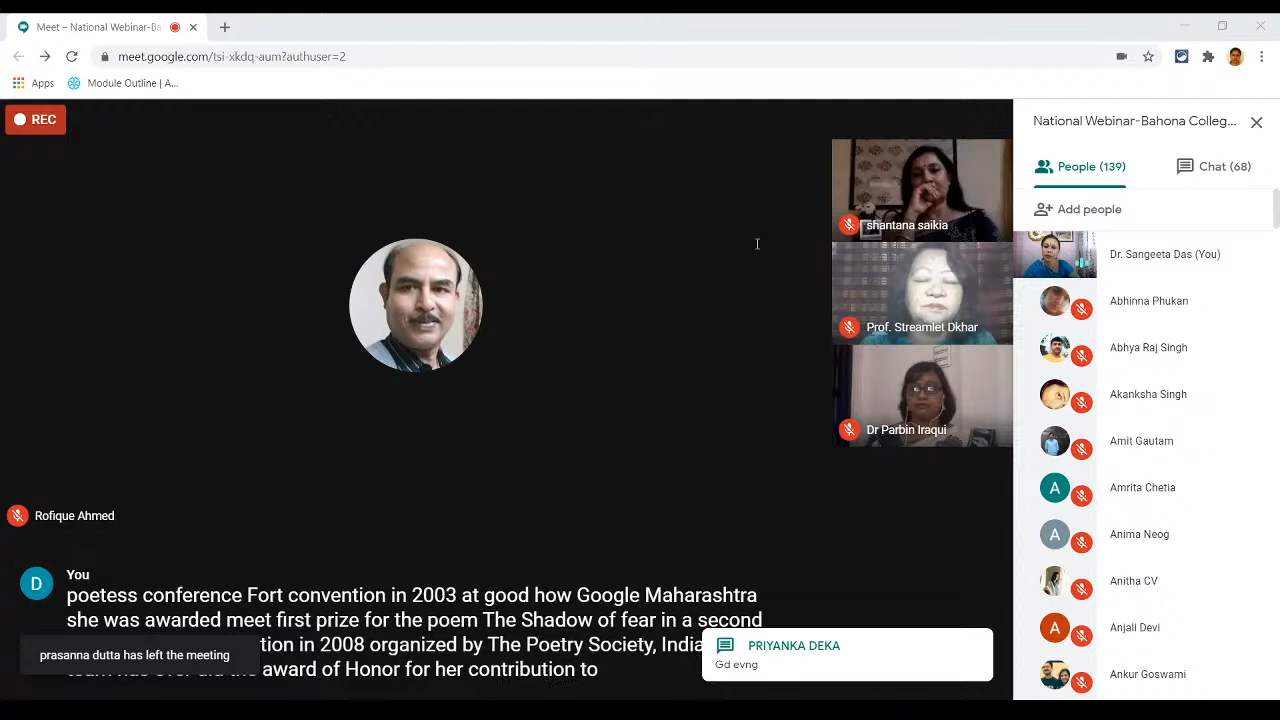 Meet – National Webinar-Ba
meet.google.com/tsi-xkdq-aum?authuser=2
Apps
Module Outline | A...
REC
shantana saikia
Prof. Streamlet Dkhar
Dr Parbin Iraqui
Rofique Ahmed
D
You
poetess conference Fort convention in 2003 at good how Google Maharashtra
she was awarded meet first prize for the poem The Shadow of fear in a second
tion in 2008 organized by The Poetry Society, India
award of Honor for her contribution to
prasanna dutta has left the meeting
PRIYANKA DEKA
Gd evng
National Webinar-Bahona Colleg...
People (139)
Chat (68)
Add people
Dr. Sangeeta Das (You)
Abhinna Phukan
Abhya Raj Singh
Akanksha Singh
Amit Gautam
A
Amrita Chetia
A
Anima Neog
Anitha CV
A
Anjali Devi
Ankur Goswami